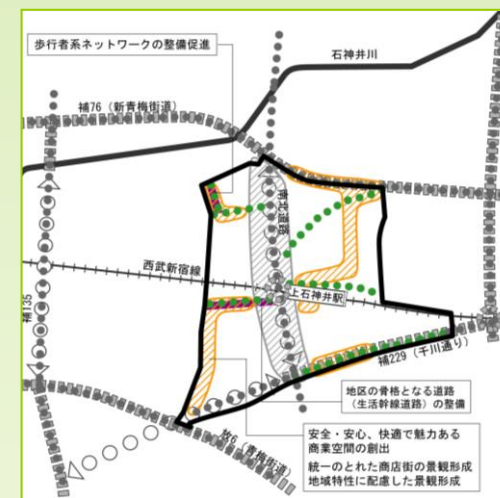 歩行者系ネットワークの整備促進
石神井川
補76（新青梅街道）
南北道路
西武新宿線
上石神井駅
補135
補229（千川通り）
地区の骨格となる道路
（生活幹線道路）の整備
放6（青梅街道）
安全・安心、快適で魅力ある
商業空間の創出
統一のとれた商店街の景観形成
地域特性に配慮した景観形成